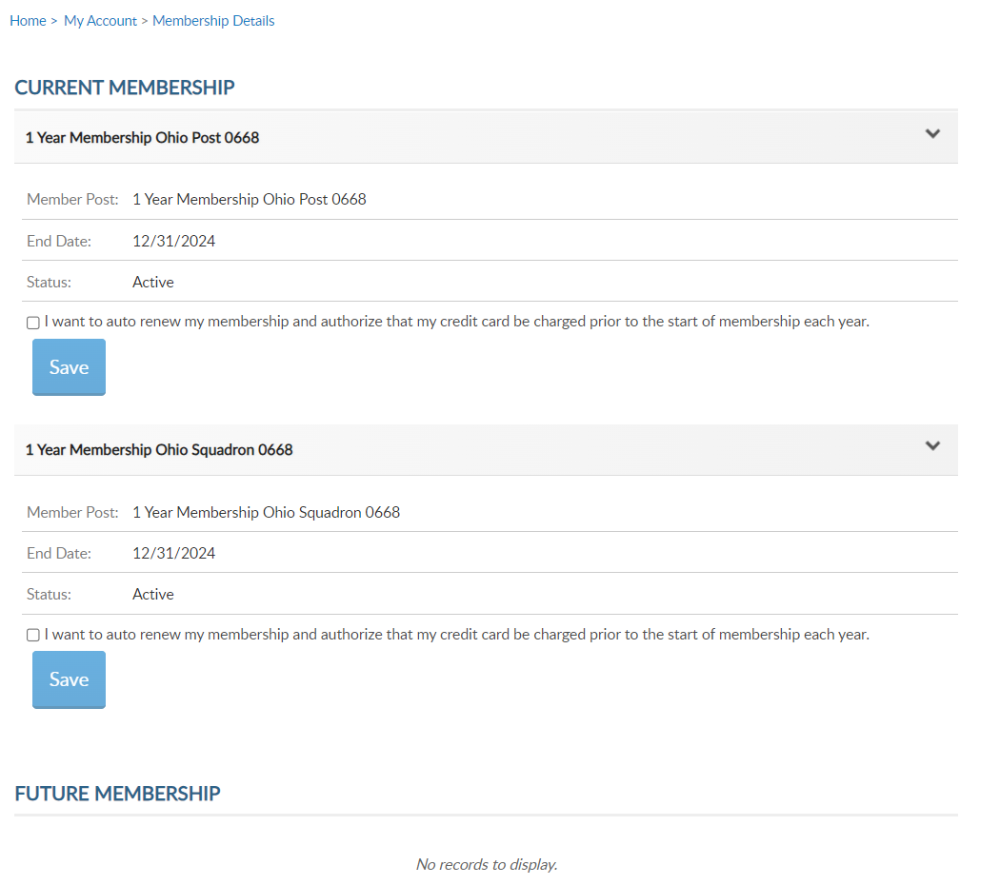 Home > My Account > Membership Details
CURRENT MEMBERSHIP
1 Year Membership Ohio Post 0668
Member Post: 1 Year Membership Ohio Post 0668
End Date: 12/31/2024
Status: Active
I want to auto renew my membership and authorize that my credit card be charged prior to the start of membership each year.
Save
1 Year Membership Ohio Squadron 0668
Member Post: 1 Year Membership Ohio Squadron 0668
End Date: 12/31/2024
Status: Active
I want to auto renew my membership and authorize that my credit card be charged prior to the start of membership each year.
Save
FUTURE MEMBERSHIP
No records to display.